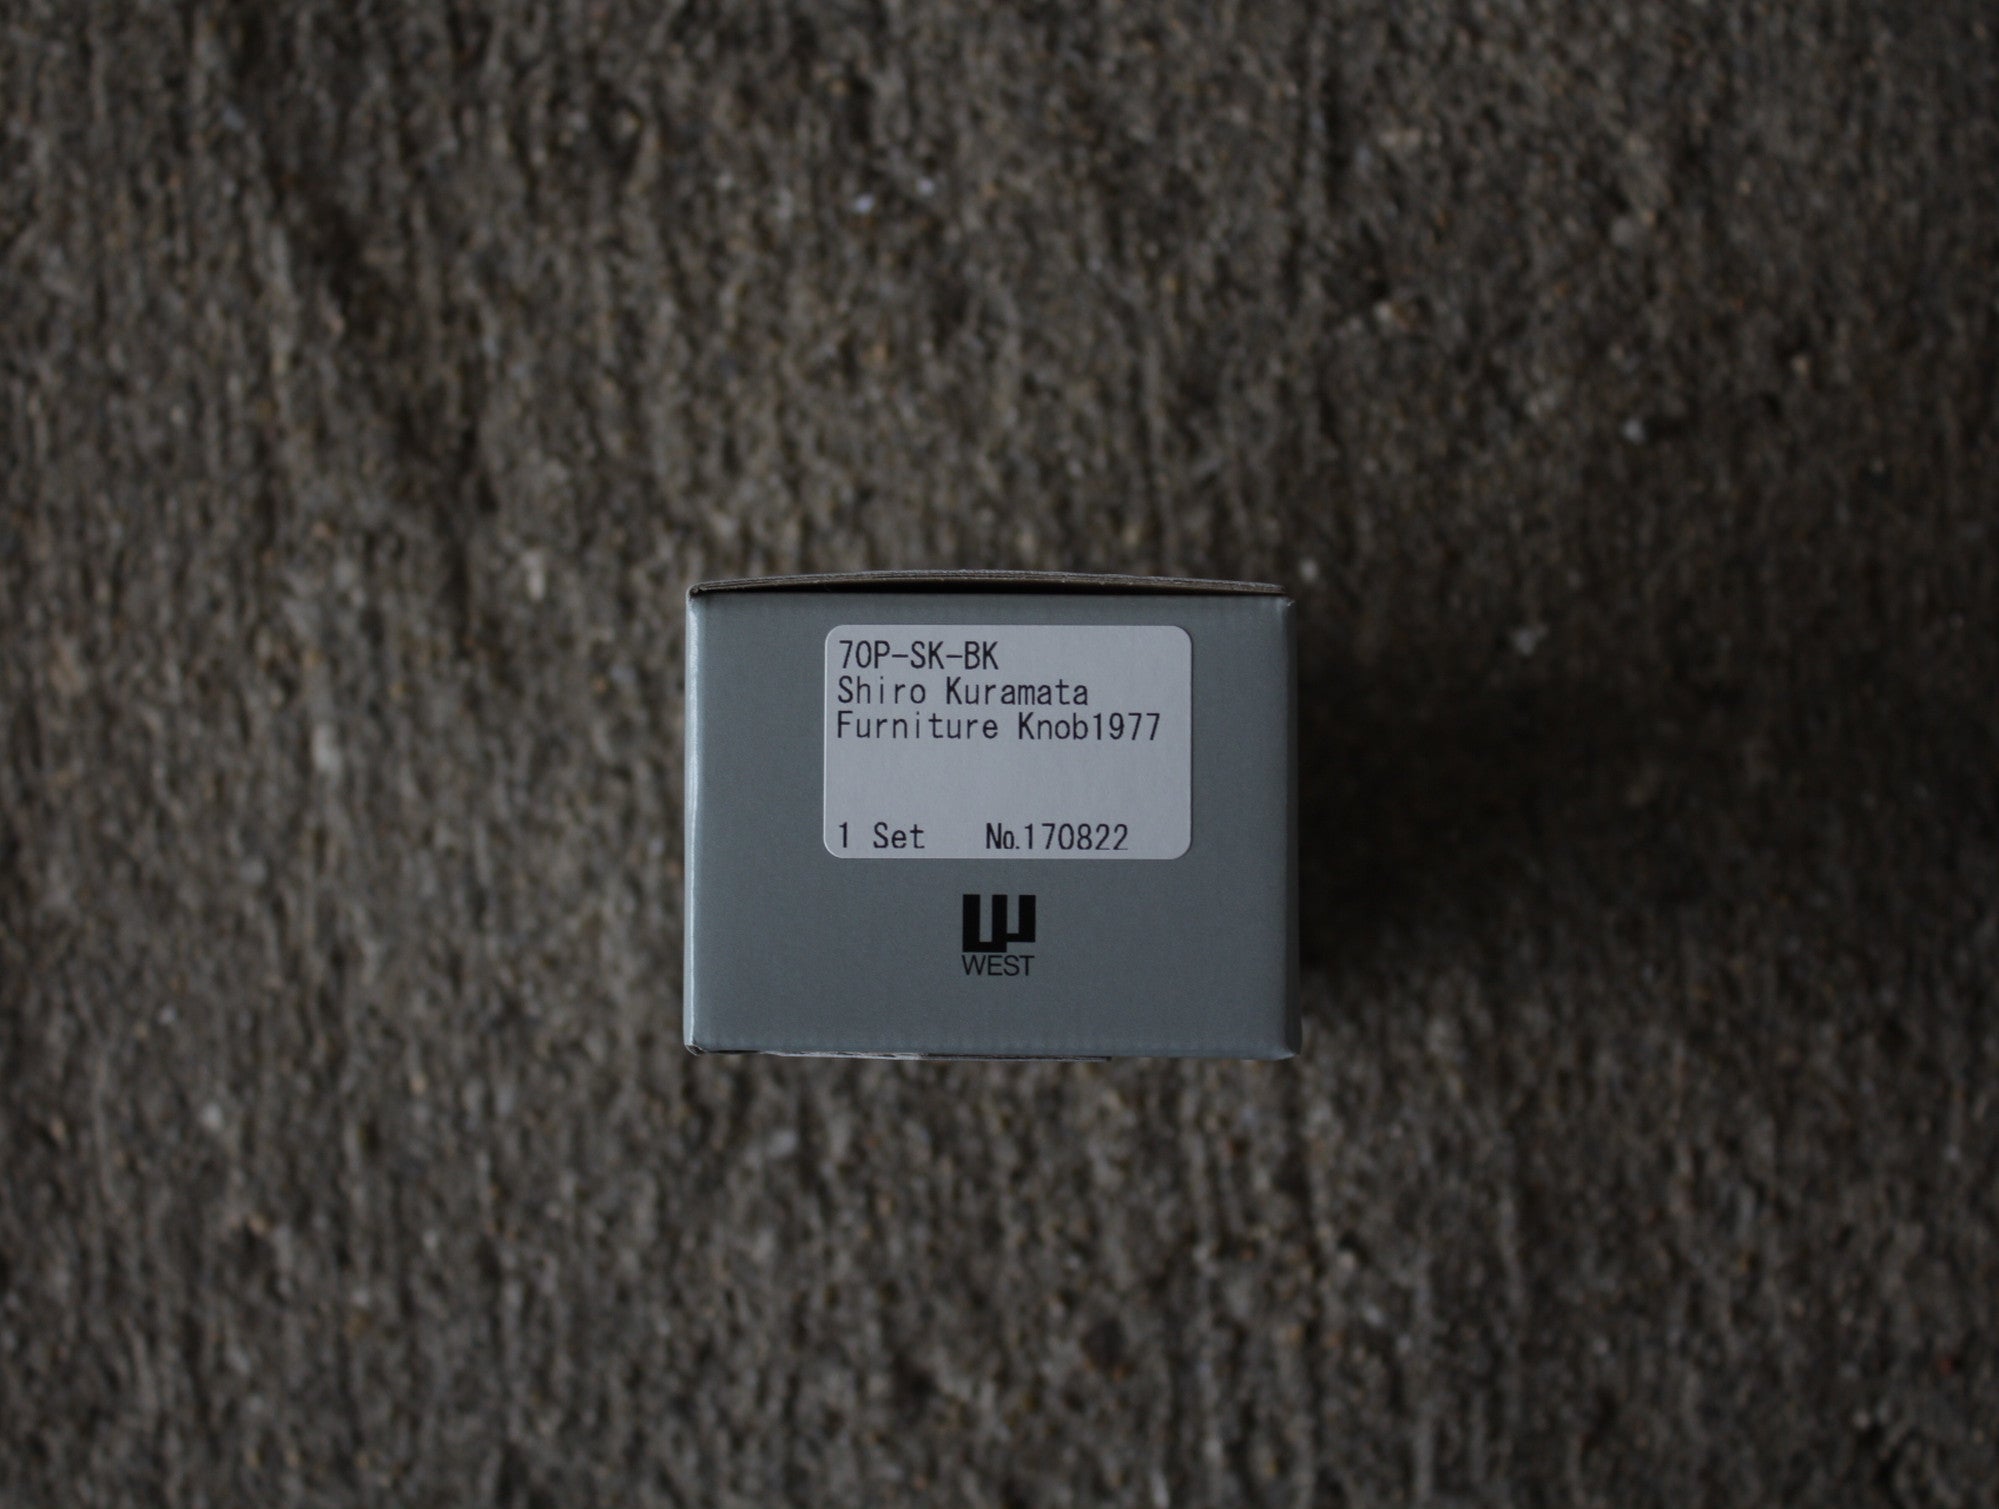 70P-SK-BK
Shiro Kuramata
Furniture Knob1977
1 Set № 170822
WEST